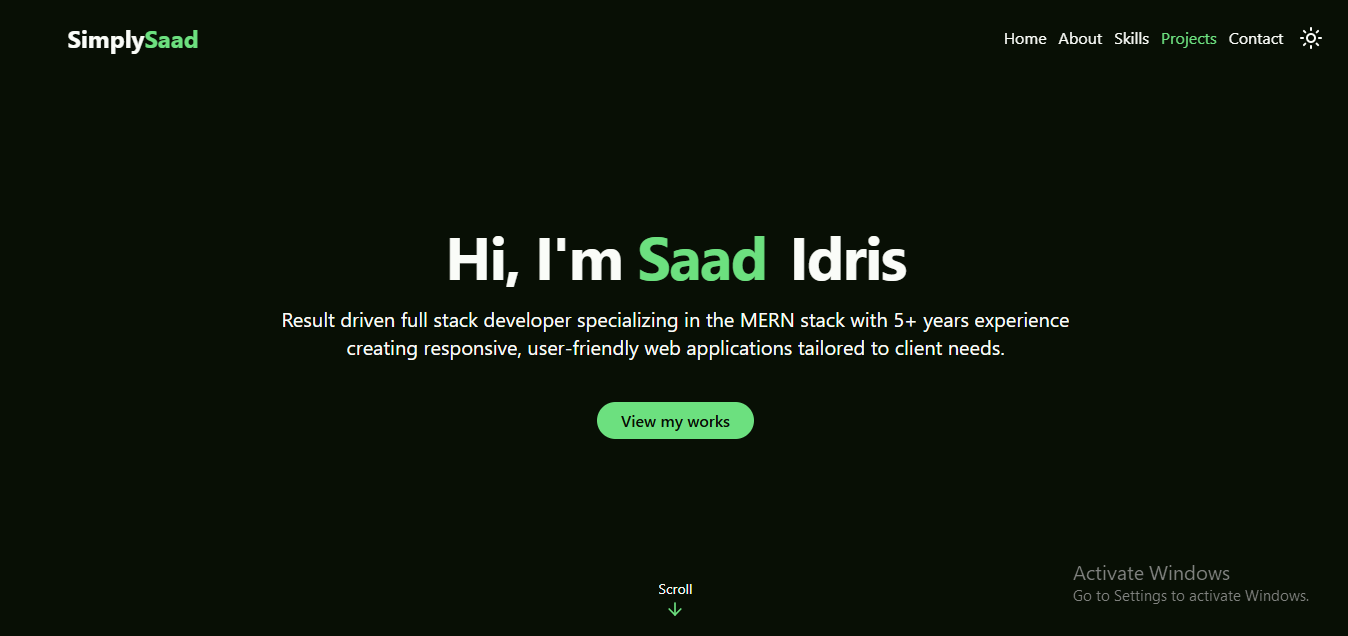 SimplySaad
Home About Skills Projects Contact
Hi, I'm Saad Idris
Result driven full stack developer specializing in the MERN stack with 5+ years experience
creating responsive, user-friendly web applications tailored to client needs.
View my works
Scroll
Activate Windows
Go to Settings to activate Windows.